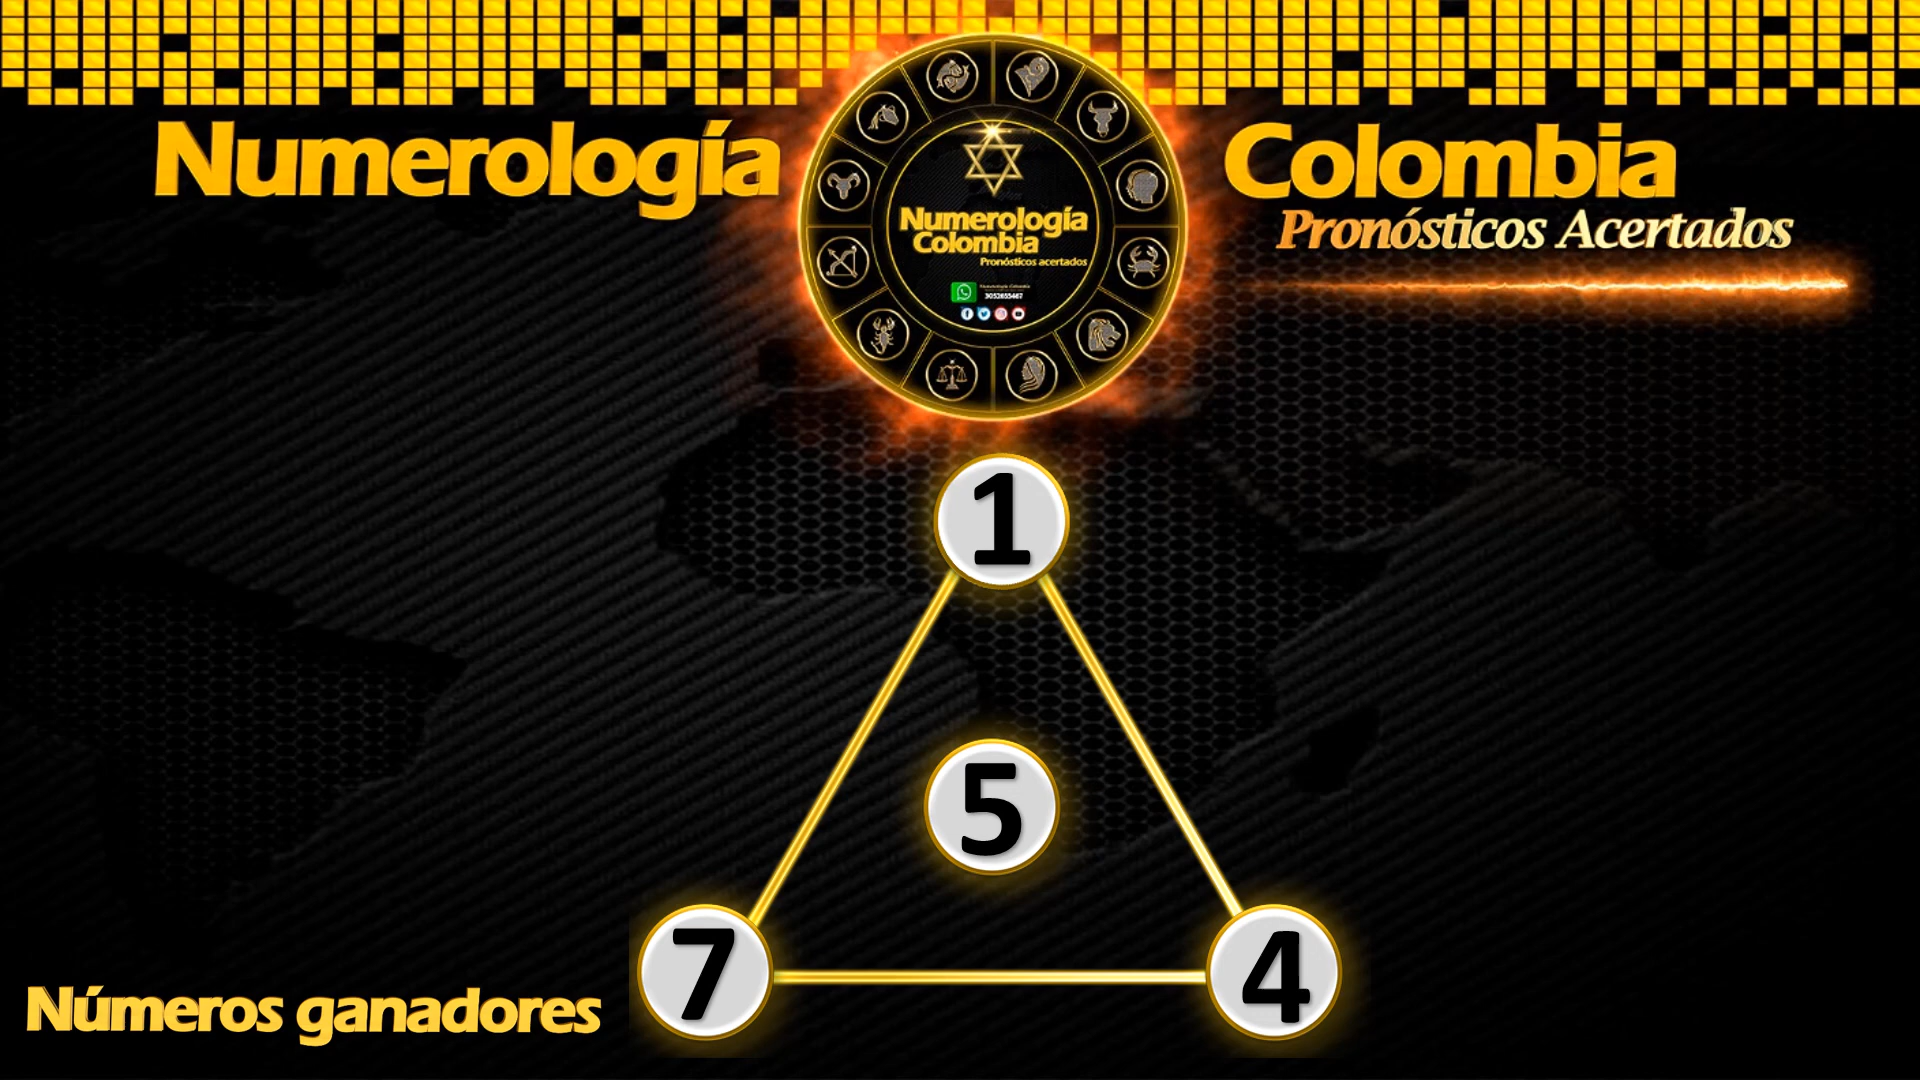 Numerología
Colombia
Pronósticos Acertados
Numerología
Colombia
Pronósticos acertados
1
5
7
4
Números ganadores